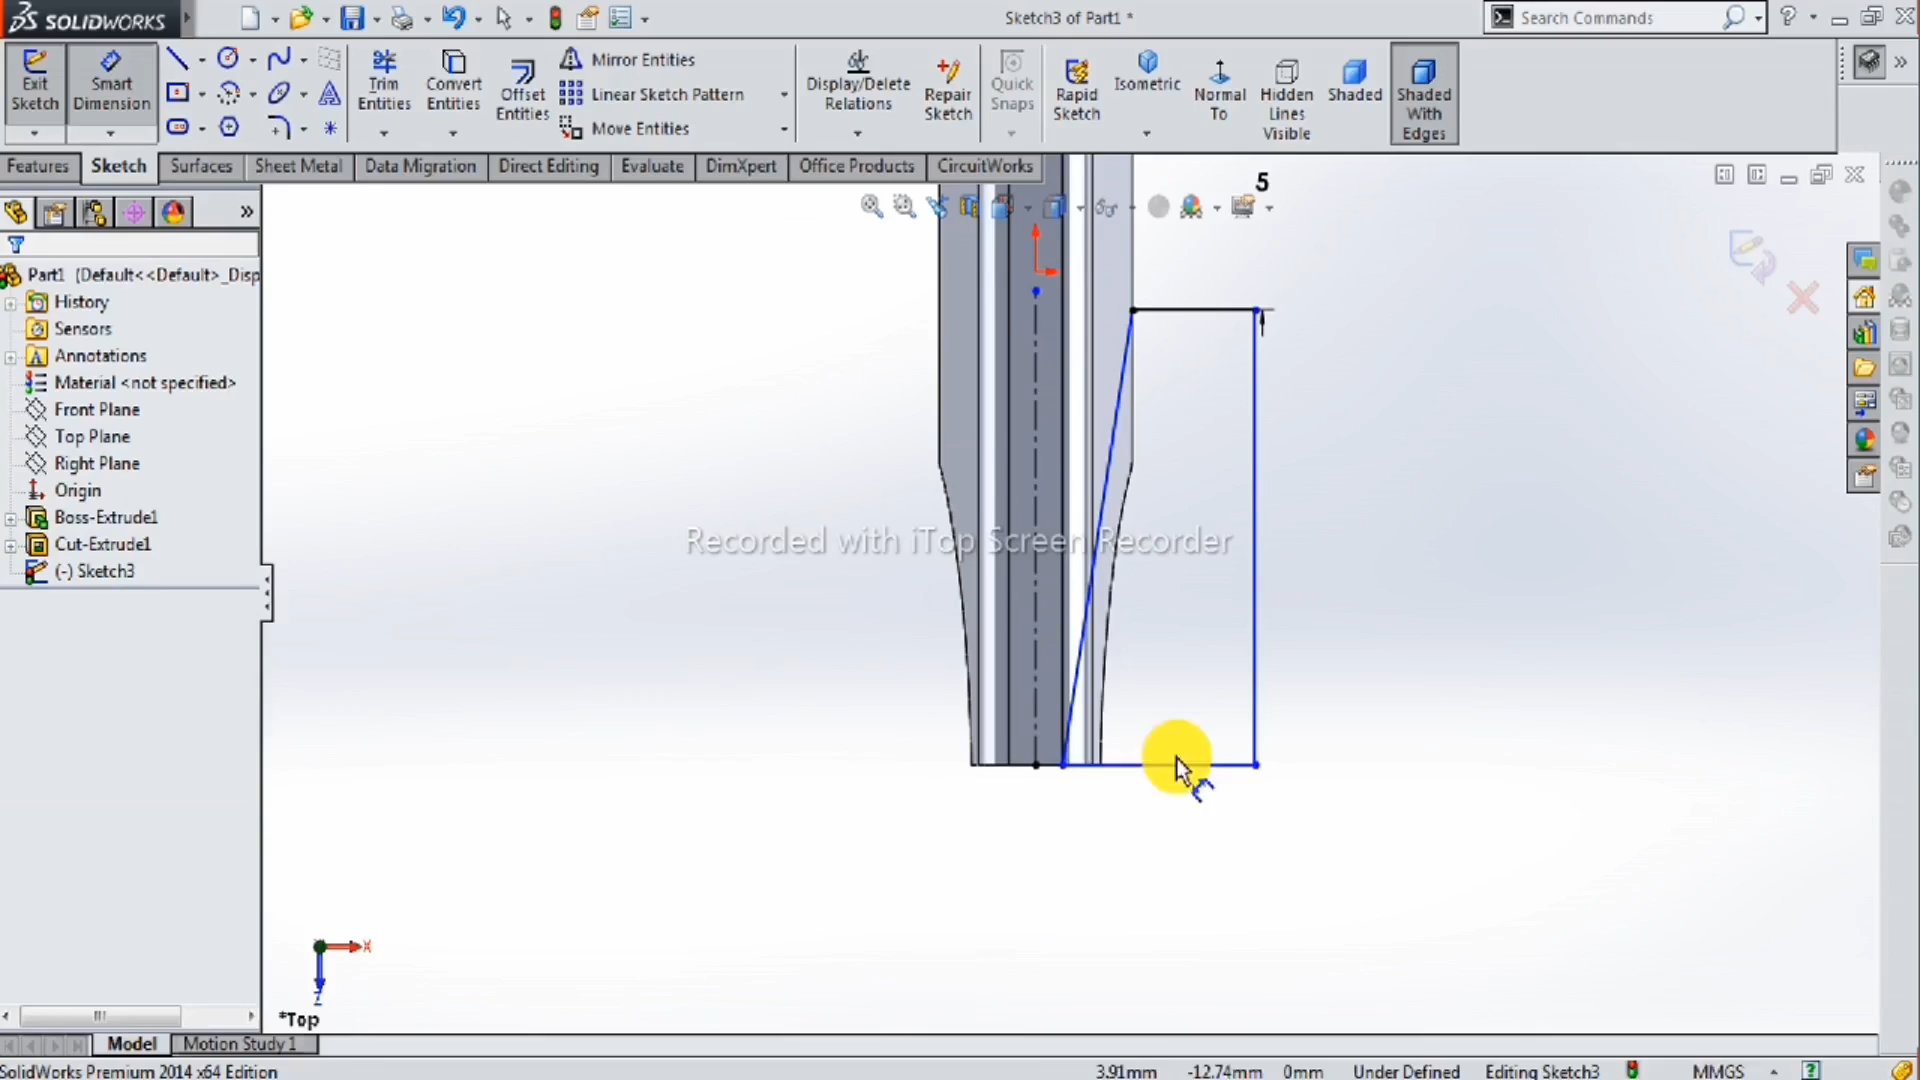 SOLIDWORKS
Sketch3 of Part1 *
Search Commands
Exit Sketch
Smart Dimension
Trim Entities
Convert Entities
Offset Entities
Mirror Entities
Linear Sketch Pattern
Move Entities
Display/Delete Relations
Repair Sketch
Quick Snaps
Rapid Sketch
Isometric
Normal To
Hidden Lines Visible
Shaded
Shaded With Edges
Features
Sketch
Surfaces
Sheet Metal
Data Migration
Direct Editing
Evaluate
DimXpert
Office Products
CircuitWorks
5
Part1 (Default<<Default>_Disp
History
Sensors
Annotations
Material <not specified>
Front Plane
Top Plane
Right Plane
Origin
Boss-Extrude1
Cut-Extrude1
(-) Sketch3
Recorded with iTop Screen Recorder
X
Z
*Top
Model
Motion Study 1
SolidWorks Premium 2014 x64 Edition
3.91mm
-12.74mm
0mm
Under Defined
Editing Sketch3
MMGS